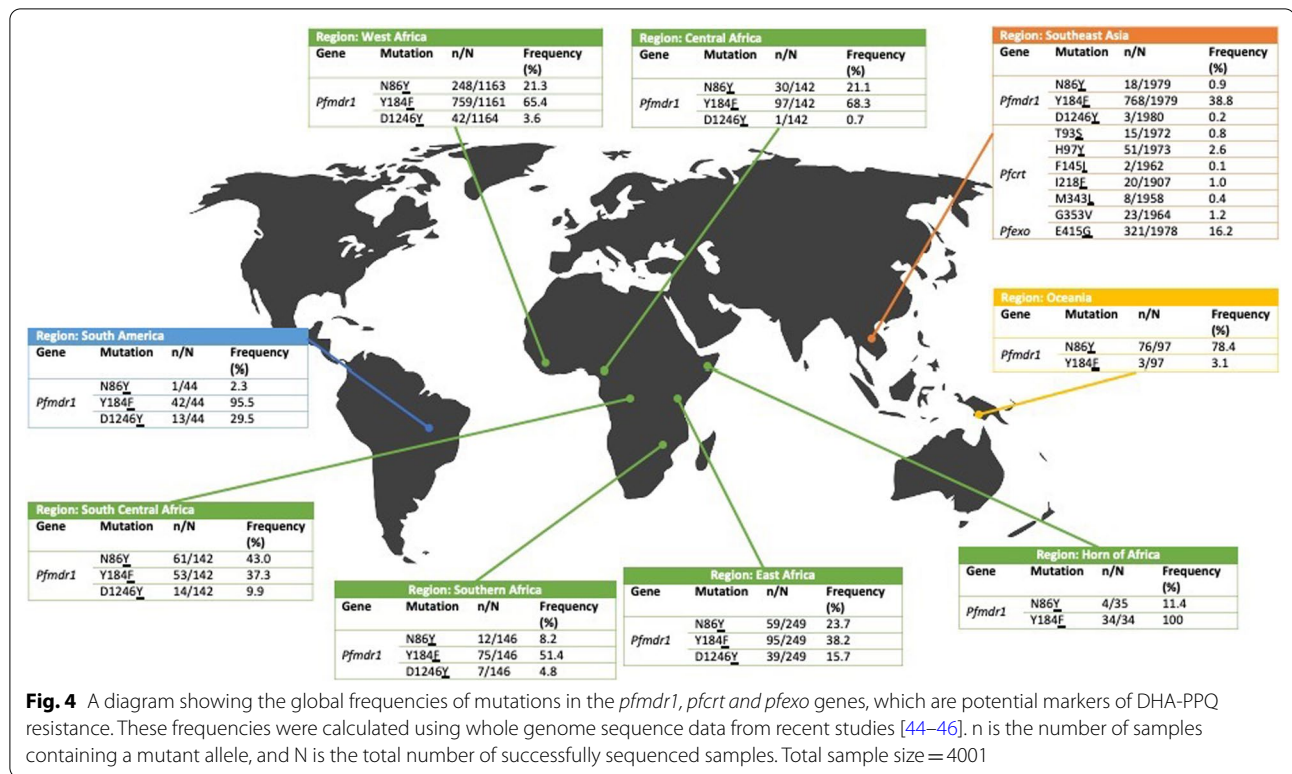 Region: West Africa
Gene Mutation n/N Frequency
(%)
N86Y 248/1163 21.3
Pfmdr1 Y184F 759/1161 65.4
D1246Y 42/1164 3.6
Region: Central Africa
Gene Mutation n/N Frequency
(%)
N86Y 30/142 21.1
Pfmdr1 Y184F 97/142 68.3
D1246Y 1/142 0.7
Region: Southeast Asia
Gene Mutation n/N Frequency
(%)
N86Y 18/1979 0.9
Pfmdr1 Y184F 768/1979 38.8
D1246Y 3/1980 0.2
T93S 15/1972 0.8
H97Y 51/1973 2.6
Pfcrt F145I 2/1962 0.1
I218F 20/1907 1.0
M343L 8/1958 0.4
G353V 23/1964 1.2
Pfexo E415G 321/1978 16.2
Region: Oceania
Gene Mutation n/N Frequency
(%)
Pfmdr1 N86Y 76/97 78.4
Y184F 3/97 3.1
Region: South America
Gene Mutation n/N Frequency
(%)
N86Y 1/44 2.3
Pfmdr1 Y184F 42/44 95.5
D1246Y 13/44 29.5
Region: South Central Africa
Gene Mutation n/N Frequency
(%)
N86Y 61/142 43.0
Pfmdr1 Y184F 53/142 37.3
D1246Y 14/142 9.9
Region: Southern Africa
Gene Mutation n/N Frequency
(%)
N86Y 12/146 8.2
Pfmdr1 Y184F 75/146 51.4
D1246Y 7/146 4.8
Region: East Africa
Gene Mutation n/N Frequency
(%)
N86Y 59/249 23.7
Pfmdr1 Y184F 95/249 38.2
D1246Y 39/249 15.7
Region: Horn of Africa
Gene Mutation n/N Frequency
(%)
Pfmdr1 N86Y 4/35 11.4
Y184F 34/34 100
Fig. 4 A diagram showing the global frequencies of mutations in the pfmdr1, pfcrt and pfexo genes, which are potential markers of DHA-PPQ
resistance. These frequencies were calculated using whole genome sequence data from recent studies [44–46]. n is the number of samples
containing a mutant allele, and N is the total number of successfully sequenced samples. Total sample size = 4001